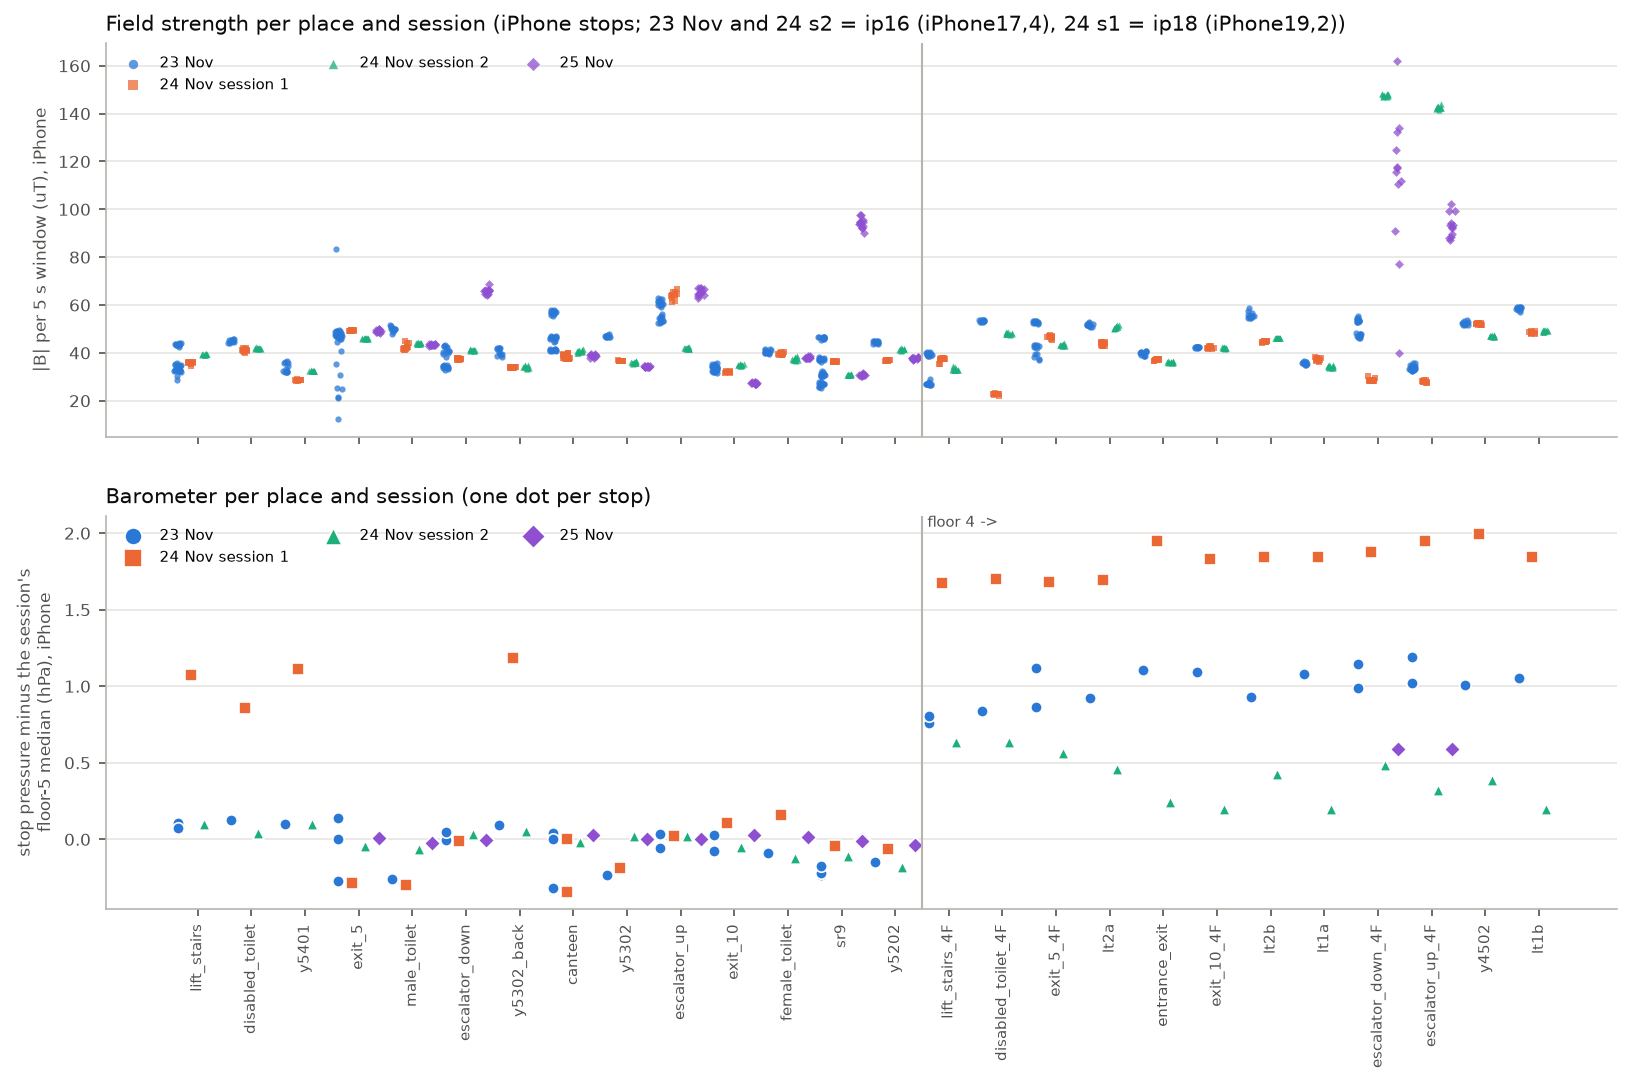 Field strength per place and session (iPhone stops; 23 Nov and 24 s2 = ip16 (iPhone17,4), 24 s1 = ip18 (iPhone19,2))
23 Nov
24 Nov session 2
25 Nov
24 Nov session 1
|B| per 5 s window (uT), iPhone
160
140
120
100
80
60
40
20
Barometer per place and session (one dot per stop)
23 Nov
24 Nov session 2
25 Nov
24 Nov session 1
floor 4 ->
stop pressure minus the session's
floor-5 median (hPa), iPhone
2.0
1.5
1.0
0.5
0.0
lift_stairs
disabled_toilet
y5401
exit_5
male_toilet
escalator_down
y5302_back
canteen
y5302
escalator_up
exit_10
female_toilet
sr9
y5202
lift_stairs_4F
disabled_toilet_4F
exit_5_4F
lt2a
entrance_exit
exit_10_4F
lt2b
lt1a
escalator_down_4F
escalator_up_4F
y4502
lt1b